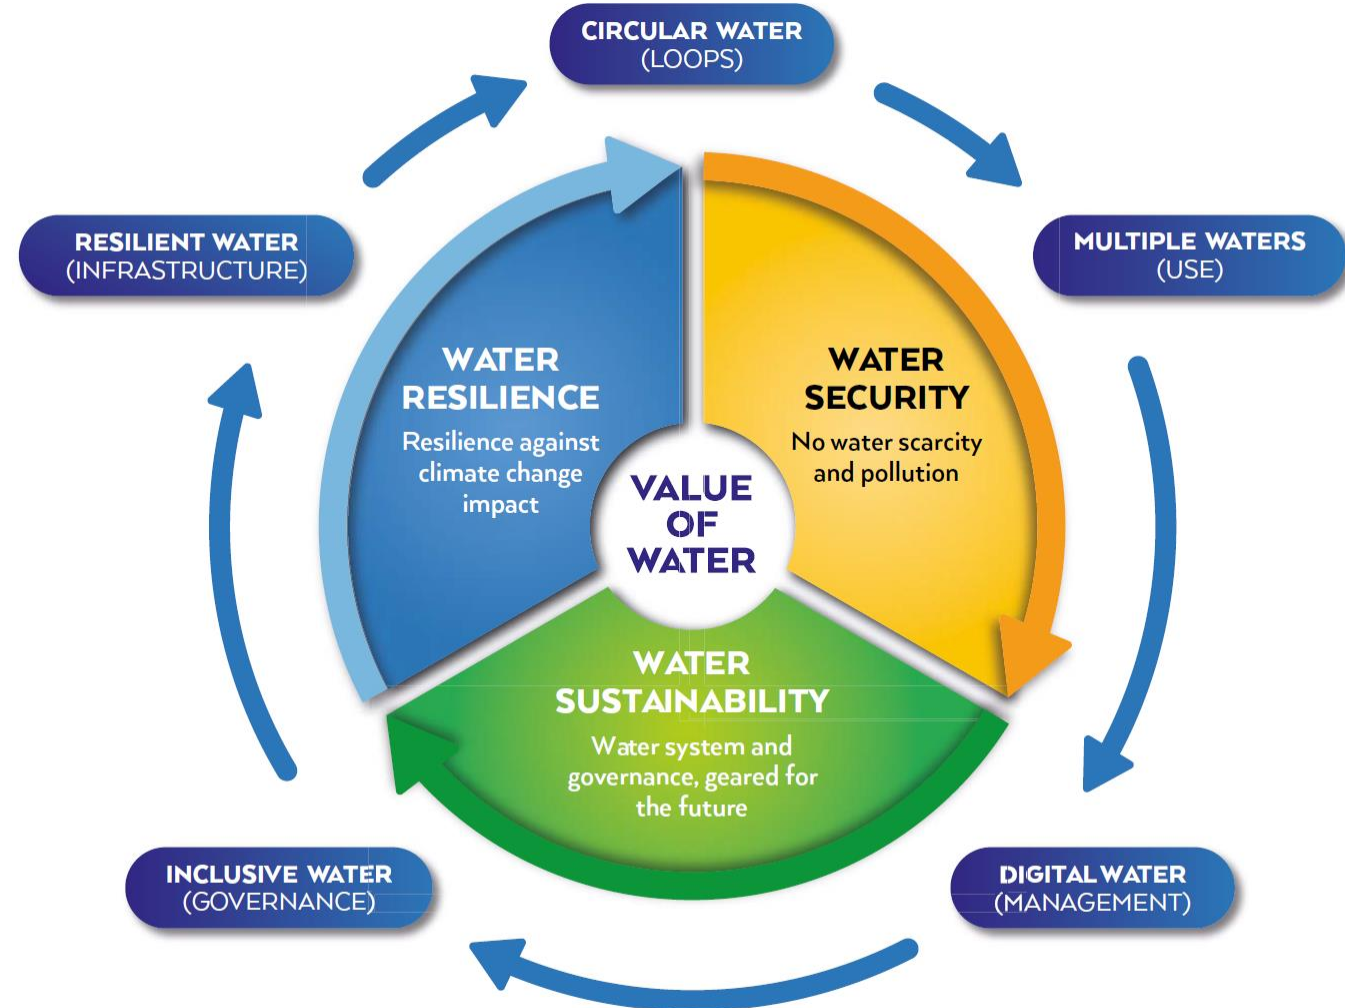 CIRCULAR WATER
(LOOPS)
RESILIENT WATER
(INFRASTRUCTURE)
MULTIPLE WATERS
(USE)
WATER
RESILIENCE
Resilience against
climate change
impact
WATER
SECURITY
No water scarcity
and pollution
VALUE
OF
WATER
WATER
SUSTAINABILITY
Water system and
governance, geared for
the future
INCLUSIVE WATER
(GOVERNANCE)
DIGITAL WATER
(MANAGEMENT)